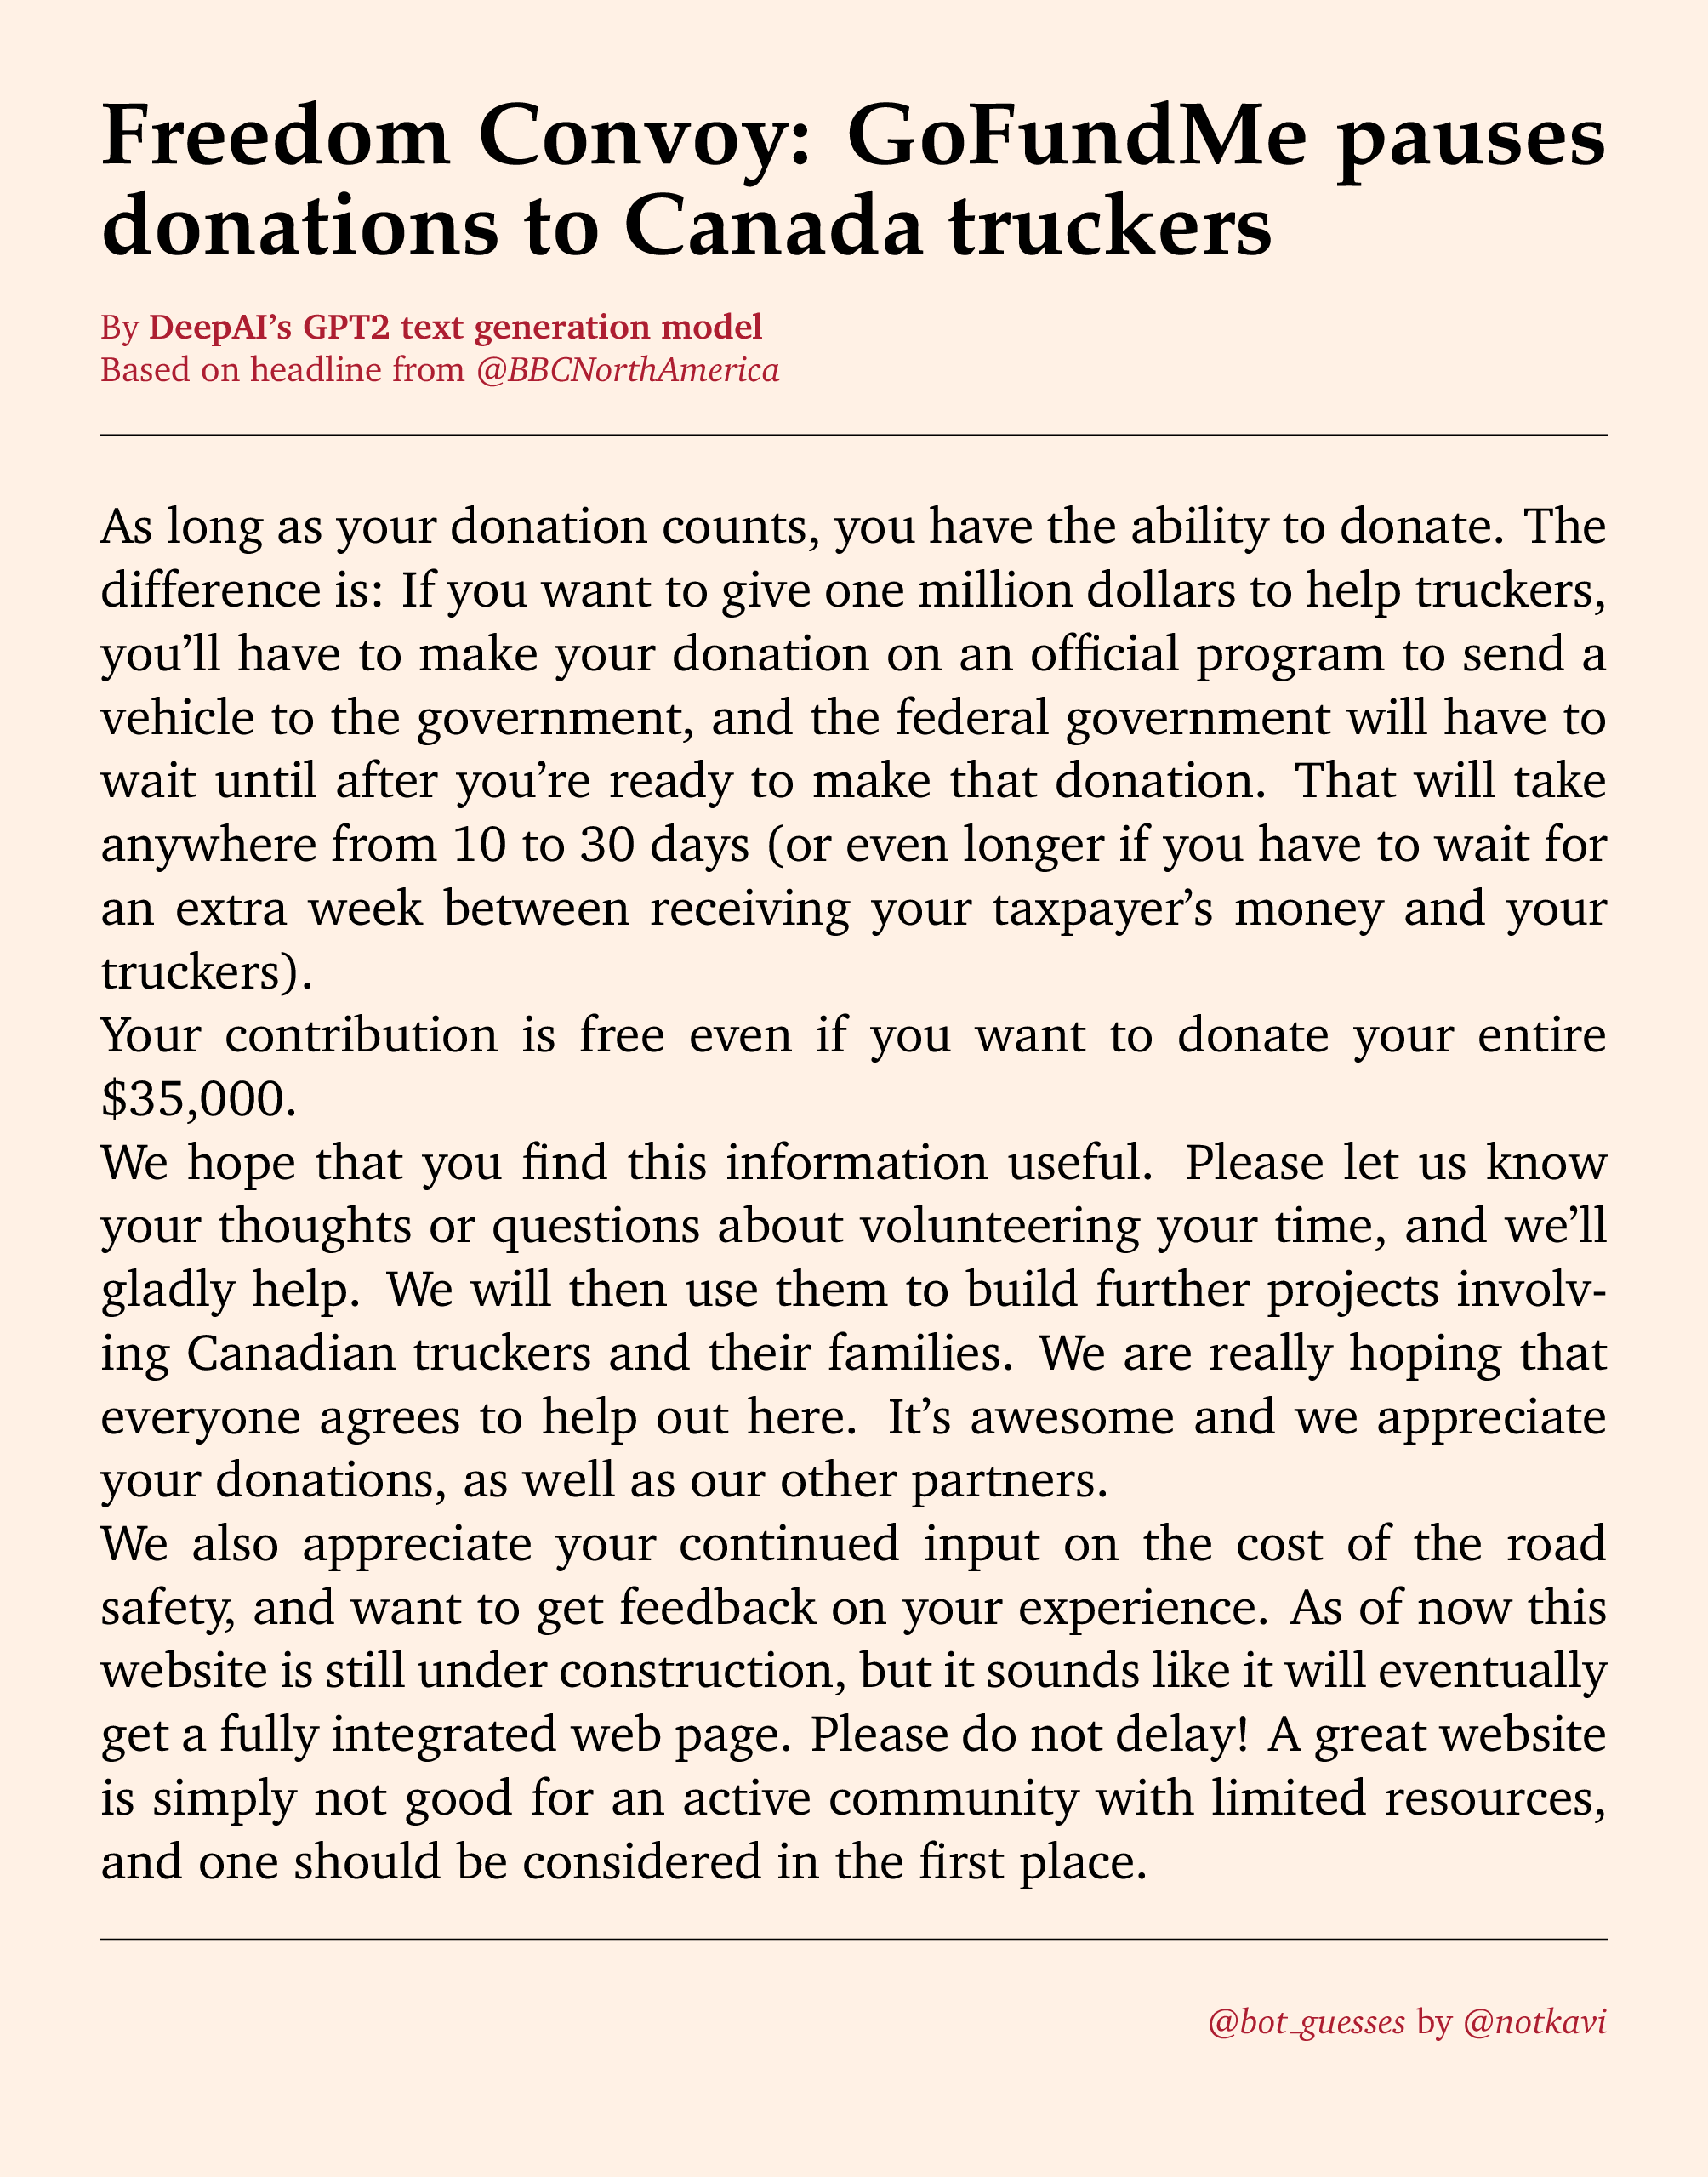 Freedom Convoy: GoFundMe pauses
donations to Canada truckers
By DeepAI’s GPT2 text generation model
Based on headline from @BBCNorthAmerica
As long as your donation counts, you have the ability to donate. The
difference is: If you want to give one million dollars to help truckers,
you’ll have to make your donation on an official program to send a
vehicle to the government, and the federal government will have to
wait until after you’re ready to make that donation. That will take
anywhere from 10 to 30 days (or even longer if you have to wait for
an extra week between receiving your taxpayer’s money and your
truckers).
Your contribution is free even if you want to donate your entire
$35,000.
We hope that you find this information useful. Please let us know
your thoughts or questions about volunteering your time, and we’ll
gladly help. We will then use them to build further projects involv-
ing Canadian truckers and their families. We are really hoping that
everyone agrees to help out here. It’s awesome and we appreciate
your donations, as well as our other partners.
We also appreciate your continued input on the cost of the road
safety, and want to get feedback on your experience. As of now this
website is still under construction, but it sounds like it will eventually
get a fully integrated web page. Please do not delay! A great website
is simply not good for an active community with limited resources,
and one should be considered in the first place.
@bot_guesses by @notkavi